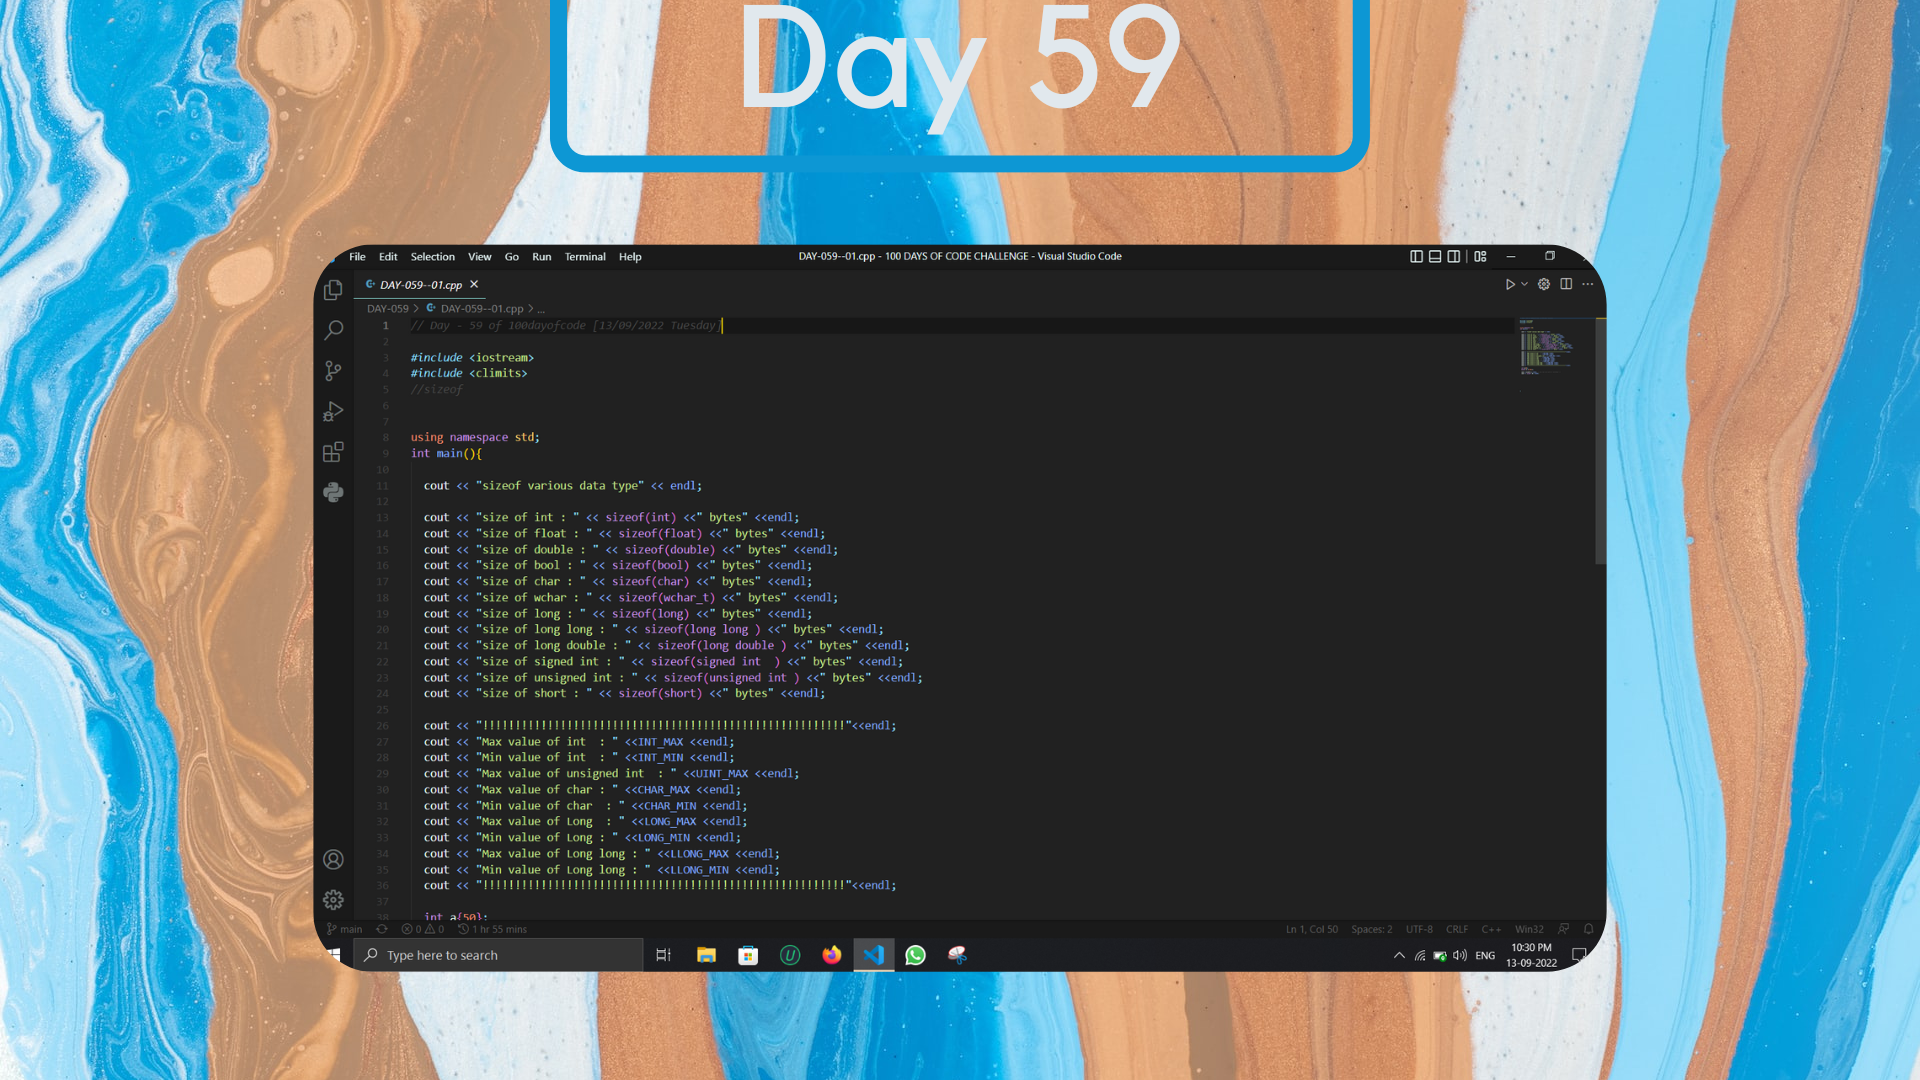 Day 59
File Edit Selection View Go Run Terminal Help
DAY-059--01.cpp - 100 DAYS OF CODE CHALLENGE - Visual Studio Code
DAY-059--01.cpp
DAY-059 > DAY-059--01.cpp > ...
1 // Day - 59 of 100dayofcode [13/09/2022 Tuesday]
2
3 #include <iostream>
4 #include <climits>
5 //sizeof
6
7
8 using namespace std;
9 int main(){
10
11 cout << "sizeof various data type" << endl;
12
13 cout << "size of int : " << sizeof(int) <<" bytes" <<endl;
14 cout << "size of float : " << sizeof(float) <<" bytes" <<endl;
15 cout << "size of double : " << sizeof(double) <<" bytes" <<endl;
16 cout << "size of bool : " << sizeof(bool) <<" bytes" <<endl;
17 cout << "size of char : " << sizeof(char) <<" bytes" <<endl;
18 cout << "size of wchar : " << sizeof(wchar_t) <<" bytes" <<endl;
19 cout << "size of long : " << sizeof(long) <<" bytes" <<endl;
20 cout << "size of long long : " << sizeof(long long ) <<" bytes" <<endl;
21 cout << "size of long double : " << sizeof(long double ) <<" bytes" <<endl;
22 cout << "size of signed int : " << sizeof(signed int  ) <<" bytes" <<endl;
23 cout << "size of unsigned int : " << sizeof(unsigned int ) <<" bytes" <<endl;
24 cout << "size of short : " << sizeof(short) <<" bytes" <<endl;
25
26 cout << "!!!!!!!!!!!!!!!!!!!!!!!!!!!!!!!!!!!!!!!!!!!!!!!!!!!!!!!!"<<endl;
27 cout << "Max value of int  : " <<INT_MAX <<endl;
28 cout << "Min value of int  : " <<INT_MIN <<endl;
29 cout << "Max value of unsigned int  : " <<UINT_MAX <<endl;
30 cout << "Max value of char : " <<CHAR_MAX <<endl;
31 cout << "Min value of char  : " <<CHAR_MIN <<endl;
32 cout << "Max value of Long  : " <<LONG_MAX <<endl;
33 cout << "Min value of Long : " <<LONG_MIN <<endl;
34 cout << "Max value of Long long : " <<LLONG_MAX <<endl;
35 cout << "Min value of Long long : " <<LLONG_MIN <<endl;
36 cout << "!!!!!!!!!!!!!!!!!!!!!!!!!!!!!!!!!!!!!!!!!!!!!!!!!!!!!!!!"<<endl;
37
38 int a{50};
main 0 0 1 hr 55 mins Ln 1, Col 50 Spaces: 2 UTF-8 CRLF C++ Win32
Type here to search
ENG
10:30 PM
13-09-2022